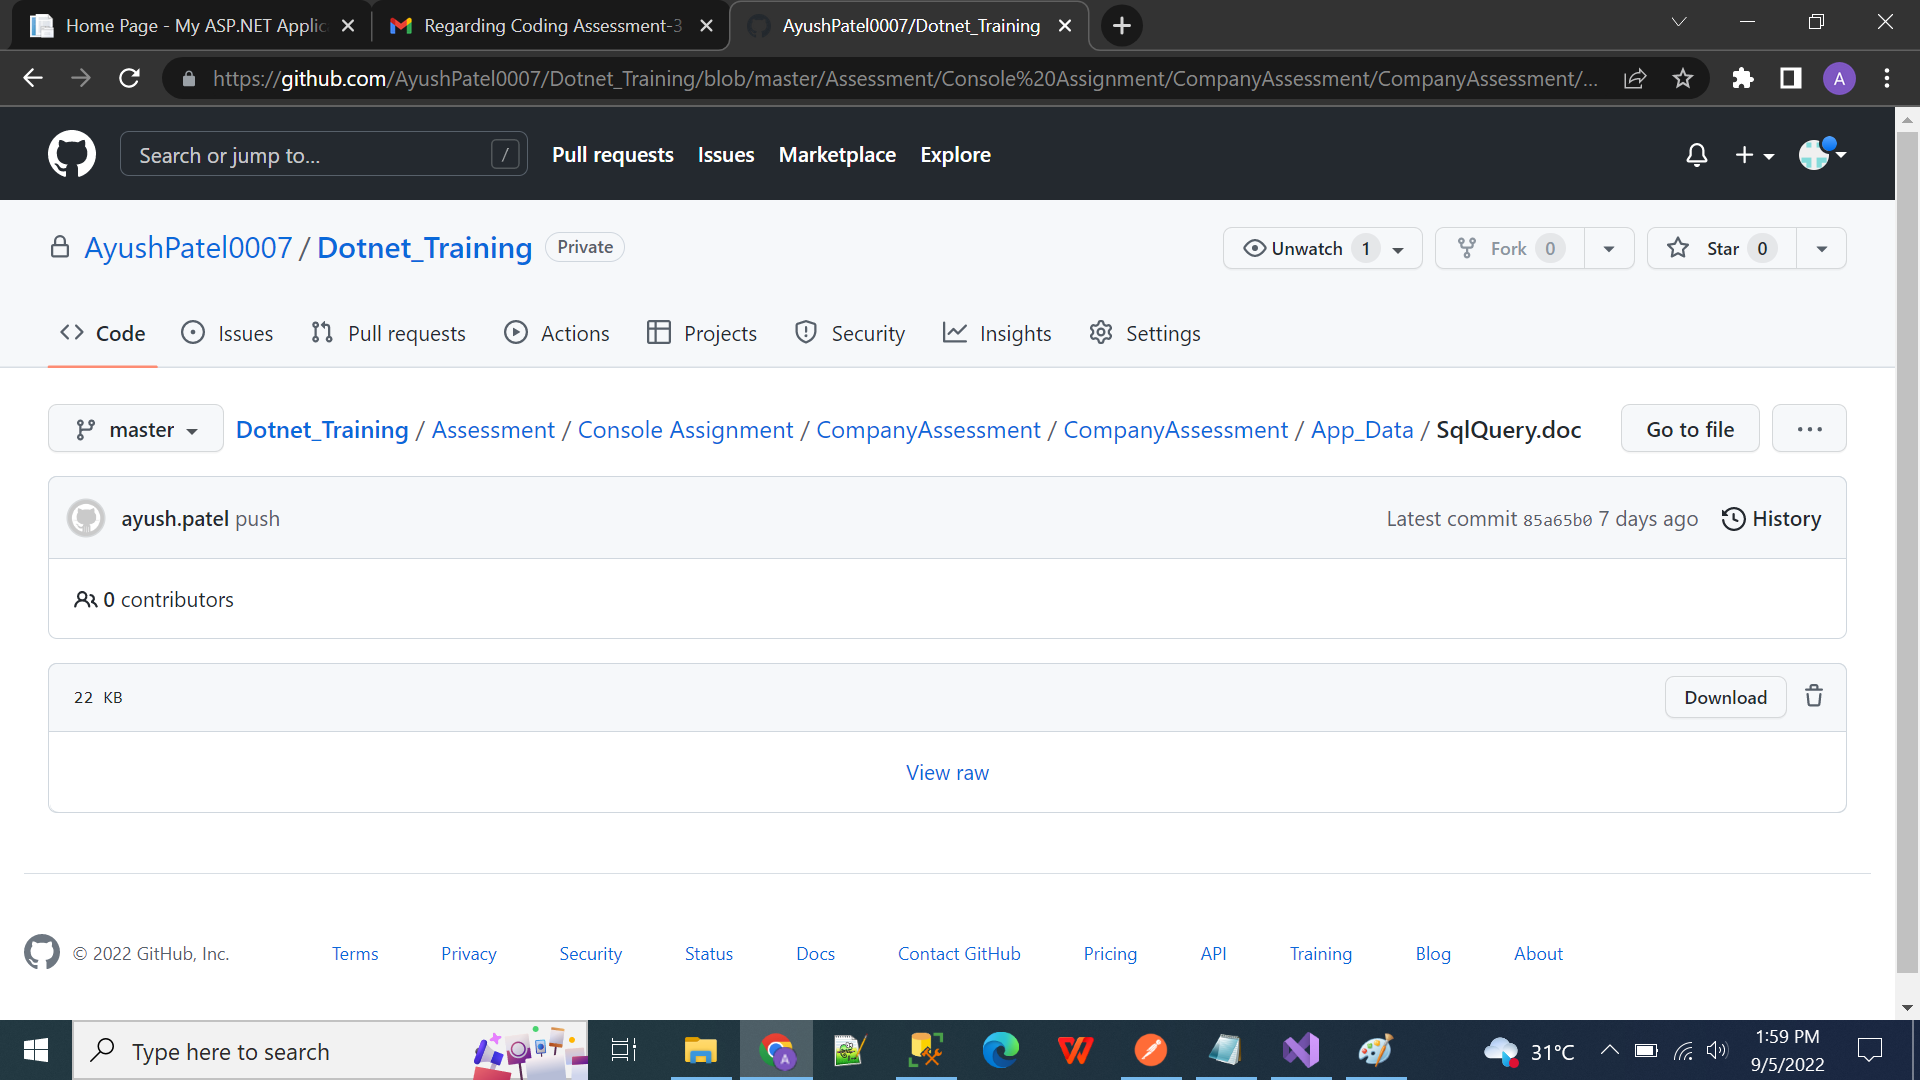 Home Page - My ASP.NET Applic
Regarding Coding Assessment-3
AyushPatel0007/Dotnet_Training
https://github.com/AyushPatel0007/Dotnet_Training/blob/master/Assessment/Console%20Assignment/CompanyAssessment/CompanyAssessment/...
A
Search or jump to...
/
Pull requests
Issues
Marketplace
Explore
AyushPatel0007 / Dotnet_Training
Private
Unwatch 1
Fork 0
Star 0
Code
Issues
Pull requests
Actions
Projects
Security
Insights
Settings
master
Dotnet_Training / Assessment / Console Assignment / CompanyAssessment / CompanyAssessment / App_Data / SqlQuery.doc
Go to file
ayush.patel push
Latest commit 85a65b0 7 days ago
History
0 contributors
22 KB
Download
View raw
© 2022 GitHub, Inc.
Terms
Privacy
Security
Status
Docs
Contact GitHub
Pricing
API
Training
Blog
About
Type here to search
A
31°C
1:59 PM
9/5/2022